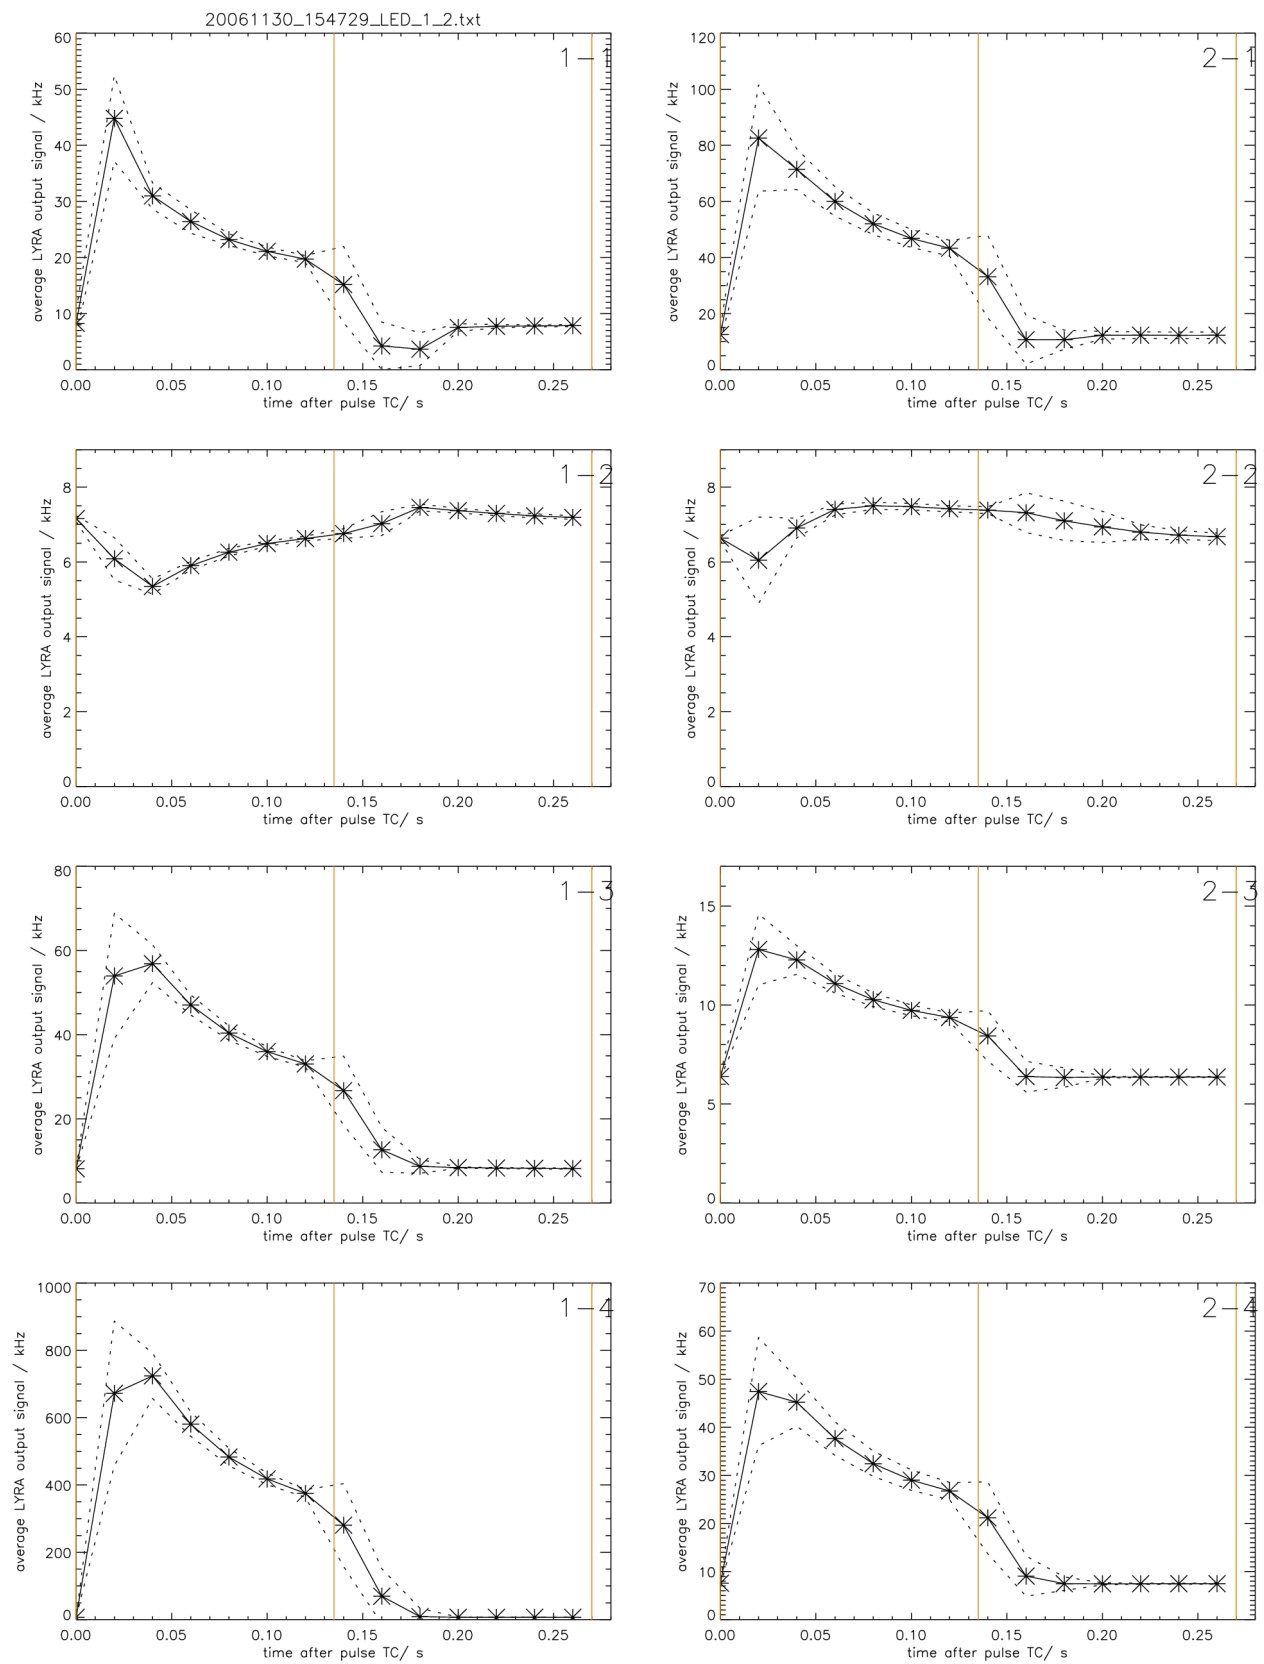 20061130_154729_LED_1_2.txt
1-1
average LYRA output signal / kHz
60
50
40
30
20
10
0
0.00 0.05 0.10 0.15 0.20 0.25
time after pulse TC/ s
2-1
average LYRA output signal / kHz
120
100
80
60
40
20
0
0.00 0.05 0.10 0.15 0.20 0.25
time after pulse TC/ s
1-2
average LYRA output signal / kHz
8
6
4
2
0
0.00 0.05 0.10 0.15 0.20 0.25
time after pulse TC/ s
2-2
average LYRA output signal / kHz
8
6
4
2
0
0.00 0.05 0.10 0.15 0.20 0.25
time after pulse TC/ s
1-3
average LYRA output signal / kHz
80
60
40
20
0
0.00 0.05 0.10 0.15 0.20 0.25
time after pulse TC/ s
2-3
average LYRA output signal / kHz
15
10
5
0
0.00 0.05 0.10 0.15 0.20 0.25
time after pulse TC/ s
1-4
average LYRA output signal / kHz
1000
800
600
400
200
0
0.00 0.05 0.10 0.15 0.20 0.25
time after pulse TC/ s
2-4
average LYRA output signal / kHz
70
60
50
40
30
20
10
0
0.00 0.05 0.10 0.15 0.20 0.25
time after pulse TC/ s